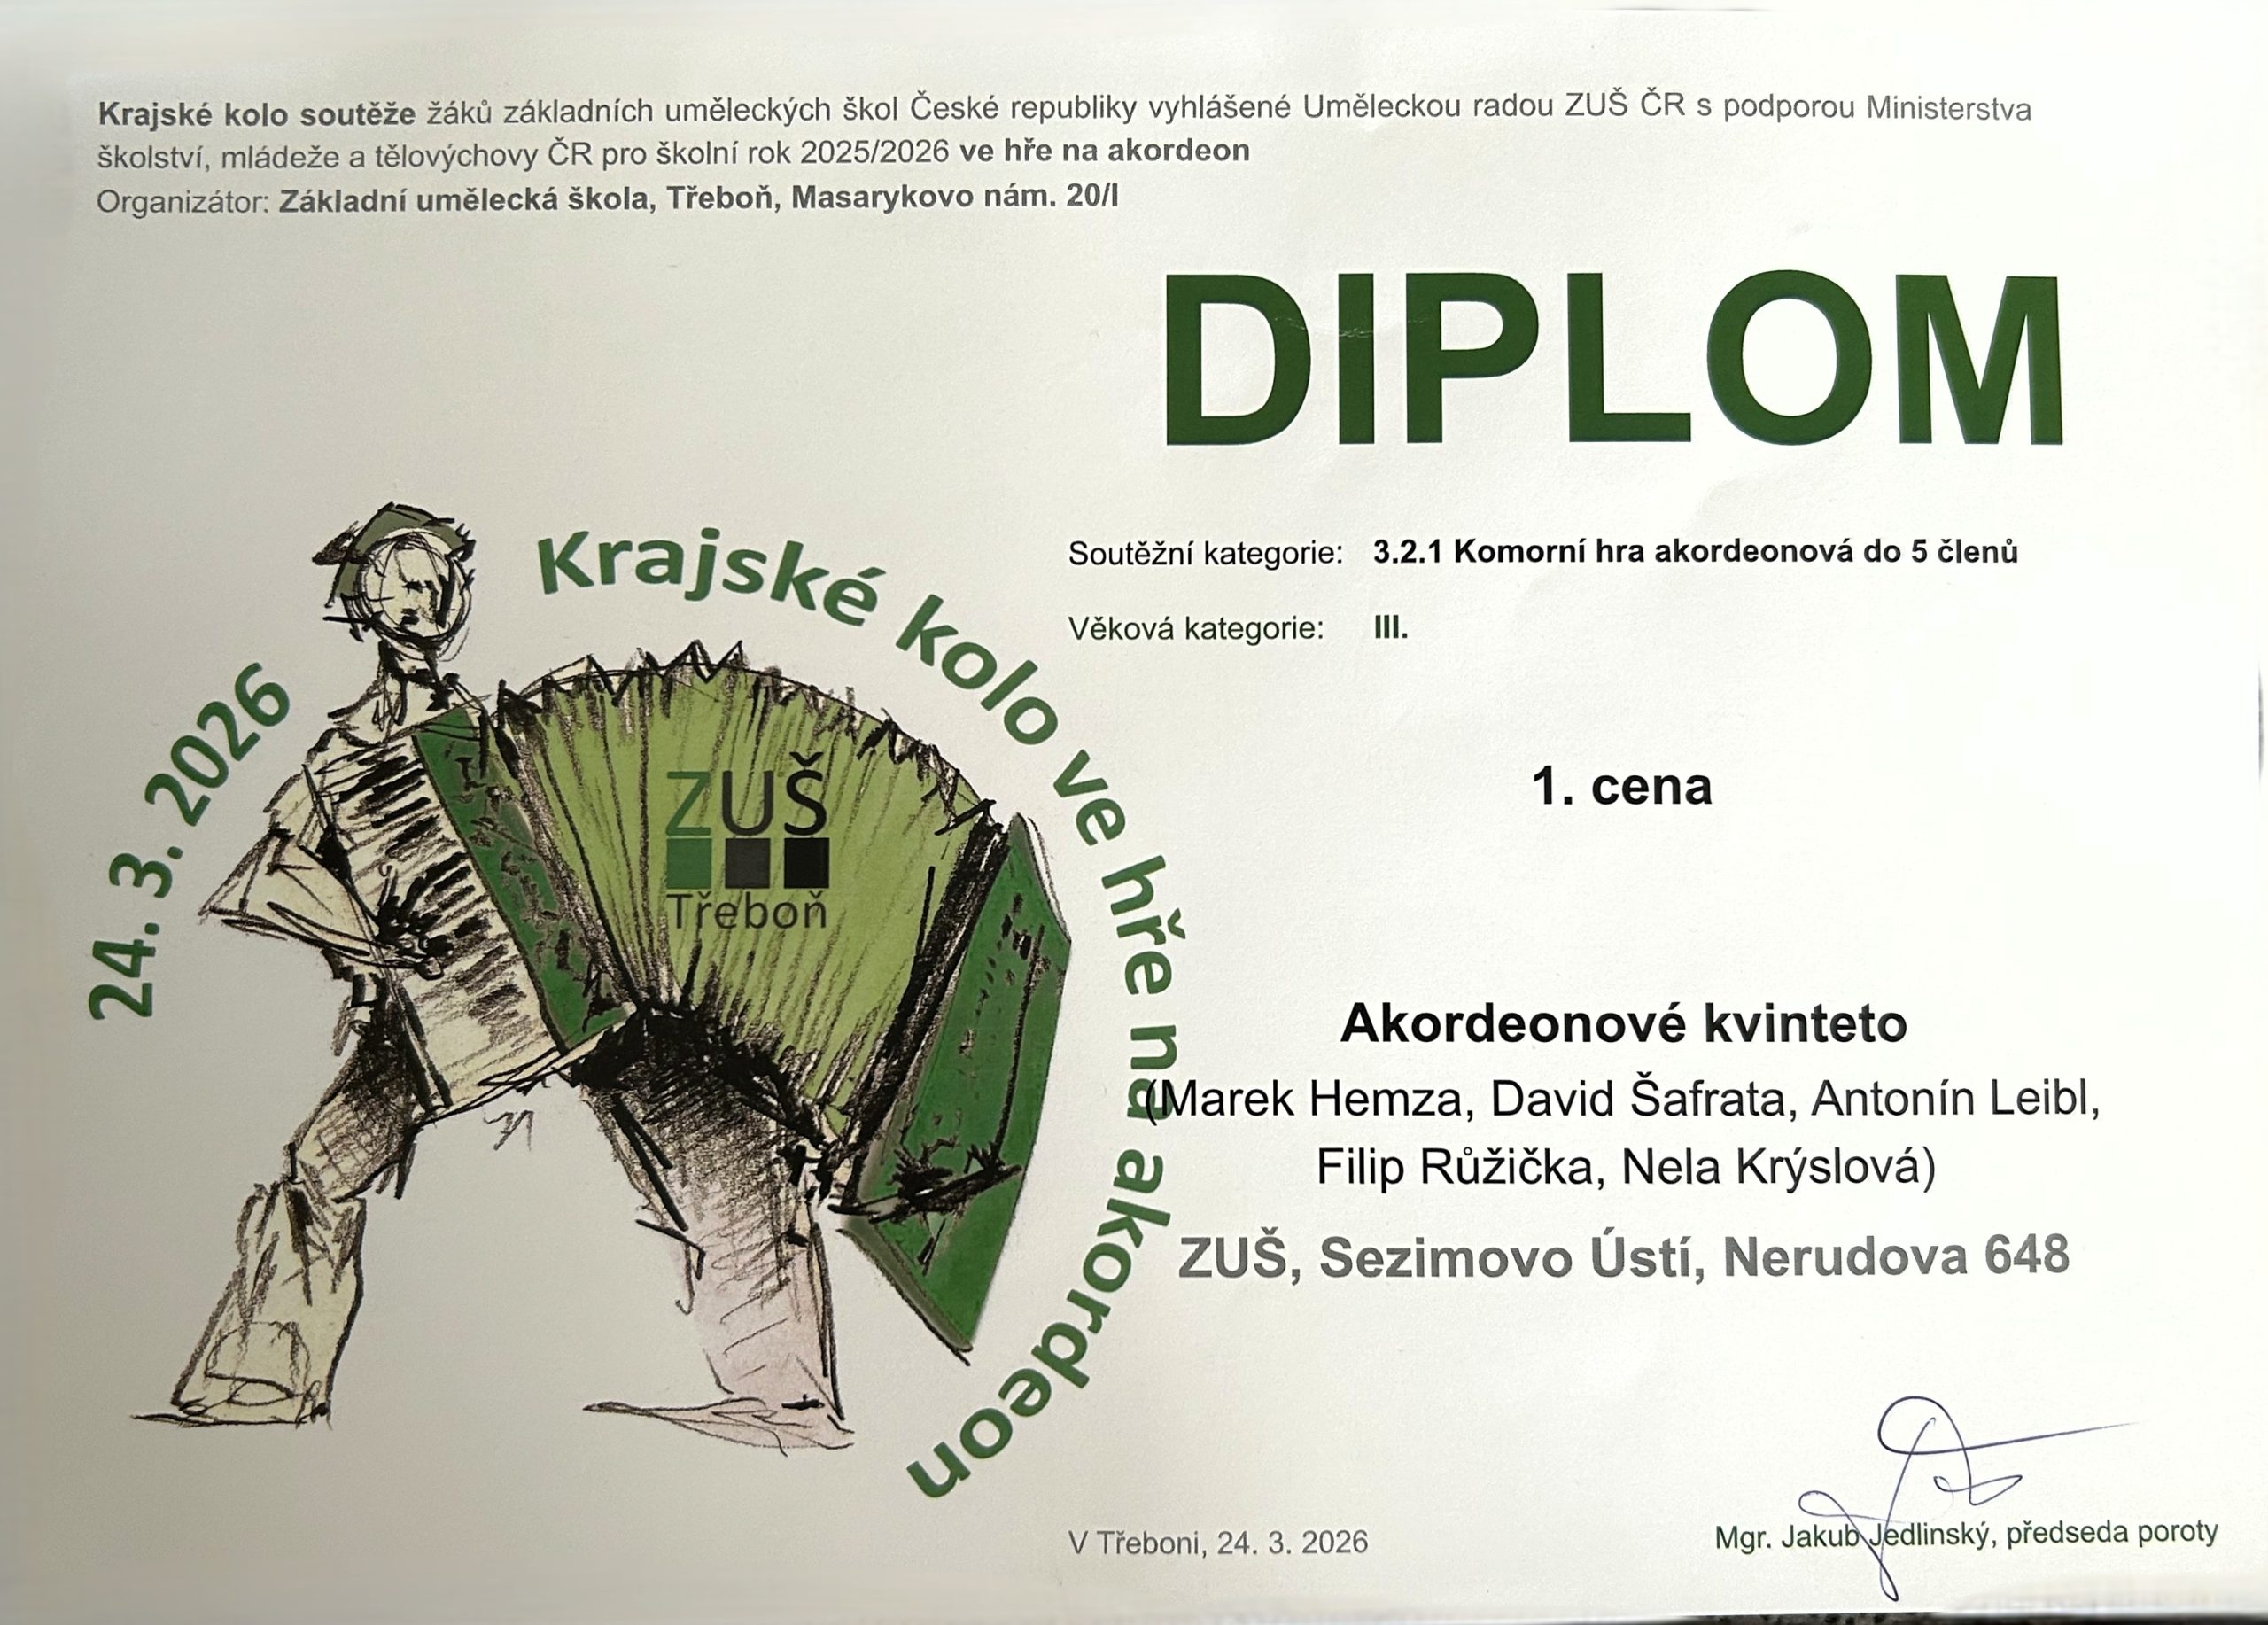 Krajské kolo soutěže žáků základních uměleckých škol České republiky vyhlášené Uměleckou radou ZUŠ ČR s podporou Ministerstva
školství, mládeže a tělovýchovy ČR pro školní rok 2025/2026 ve hře na akordeon
Organizátor: Základní umělecká škola, Třeboň, Masarykovo nám. 20/I
DIPLOM
24. 3. 2026
Krajské kolo ve hře na akordeon
ZUŠ
Třeboň
Soutěžní kategorie: 3.2.1 Komorní hra akordeonová do 5 členů
Věková kategorie: III.
1. cena
Akordeonové kvinteto
(Marek Hemza, David Šafrata, Antonín Leibl,
Filip Růžička, Nela Krýslová)
ZUŠ, Sezimovo Ústí, Nerudova 648
V Třeboni, 24. 3. 2026
Mgr. Jakub Jedlinský, předseda poroty